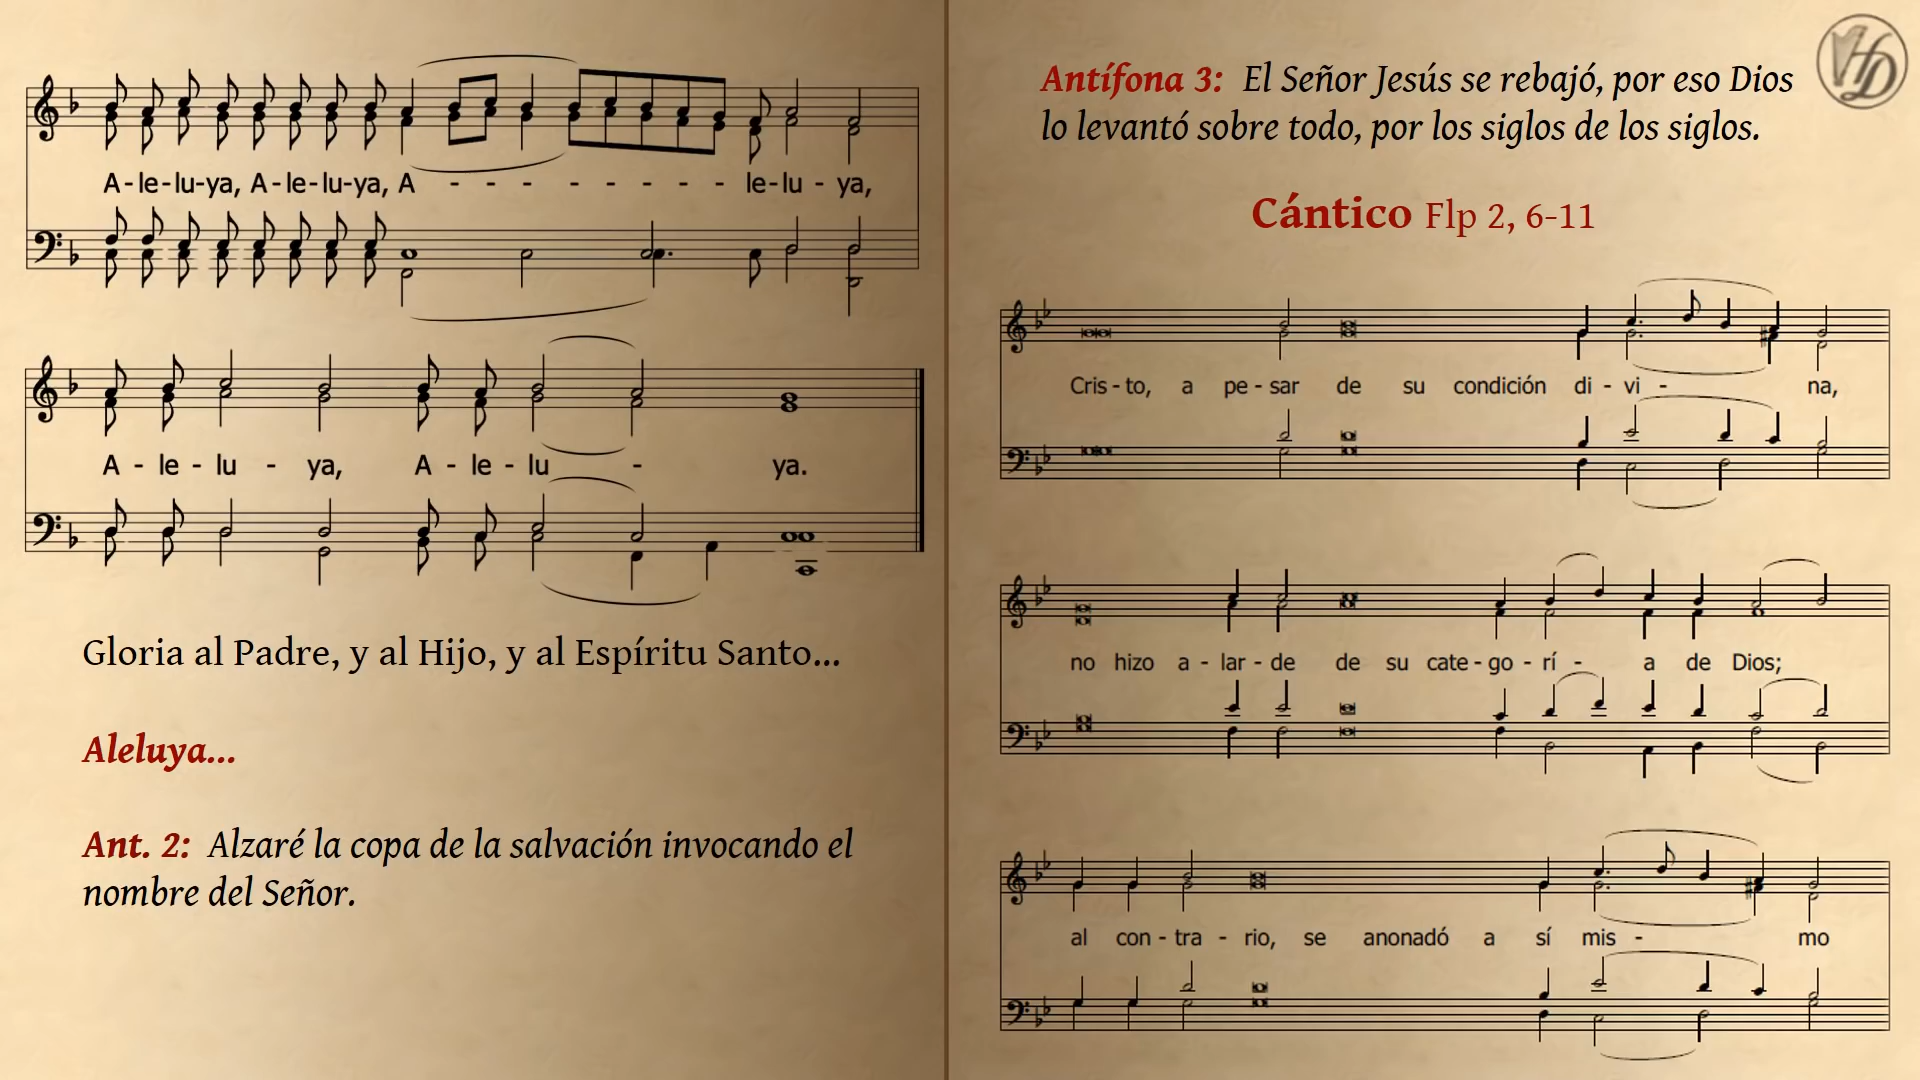 A-le-lu-ya, A-le-lu-ya, A - - - - - - - - le-lu - ya,
A - le - lu - ya, A - le - lu - ya.
Gloria al Padre, y al Hijo, y al Espíritu Santo...
Aleluya...
Ant. 2: Alzaré la copa de la salvación invocando el
nombre del Señor.
HD
Antífona 3: El Señor Jesús se rebajó, por eso Dios
lo levantó sobre todo, por los siglos de los siglos.
Cántico Flp 2, 6-11
Cris - to, a pe - sar de su condición di - vi - na,
no hizo a - lar - de de su cate - go - rí - a de Dios;
al con - tra - rio, se anonadó a sí mis - mo